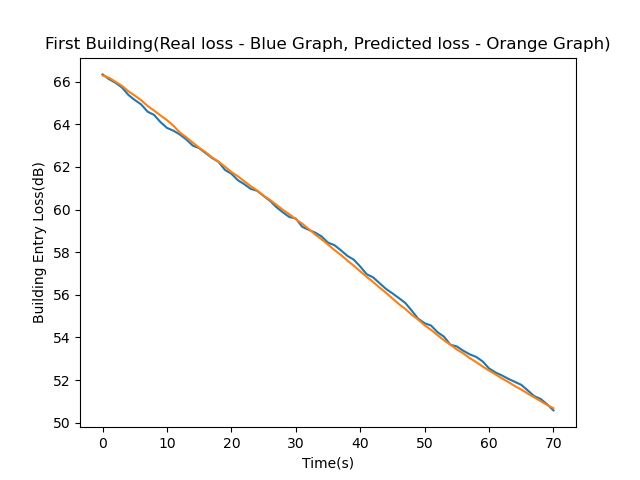 First Building(Real loss - Blue Graph, Predicted loss - Orange Graph)
66
64
62
60
58
56
54
52
50
Building Entry Loss(dB)
0 10 20 30 40 50 60 70
Time(s)